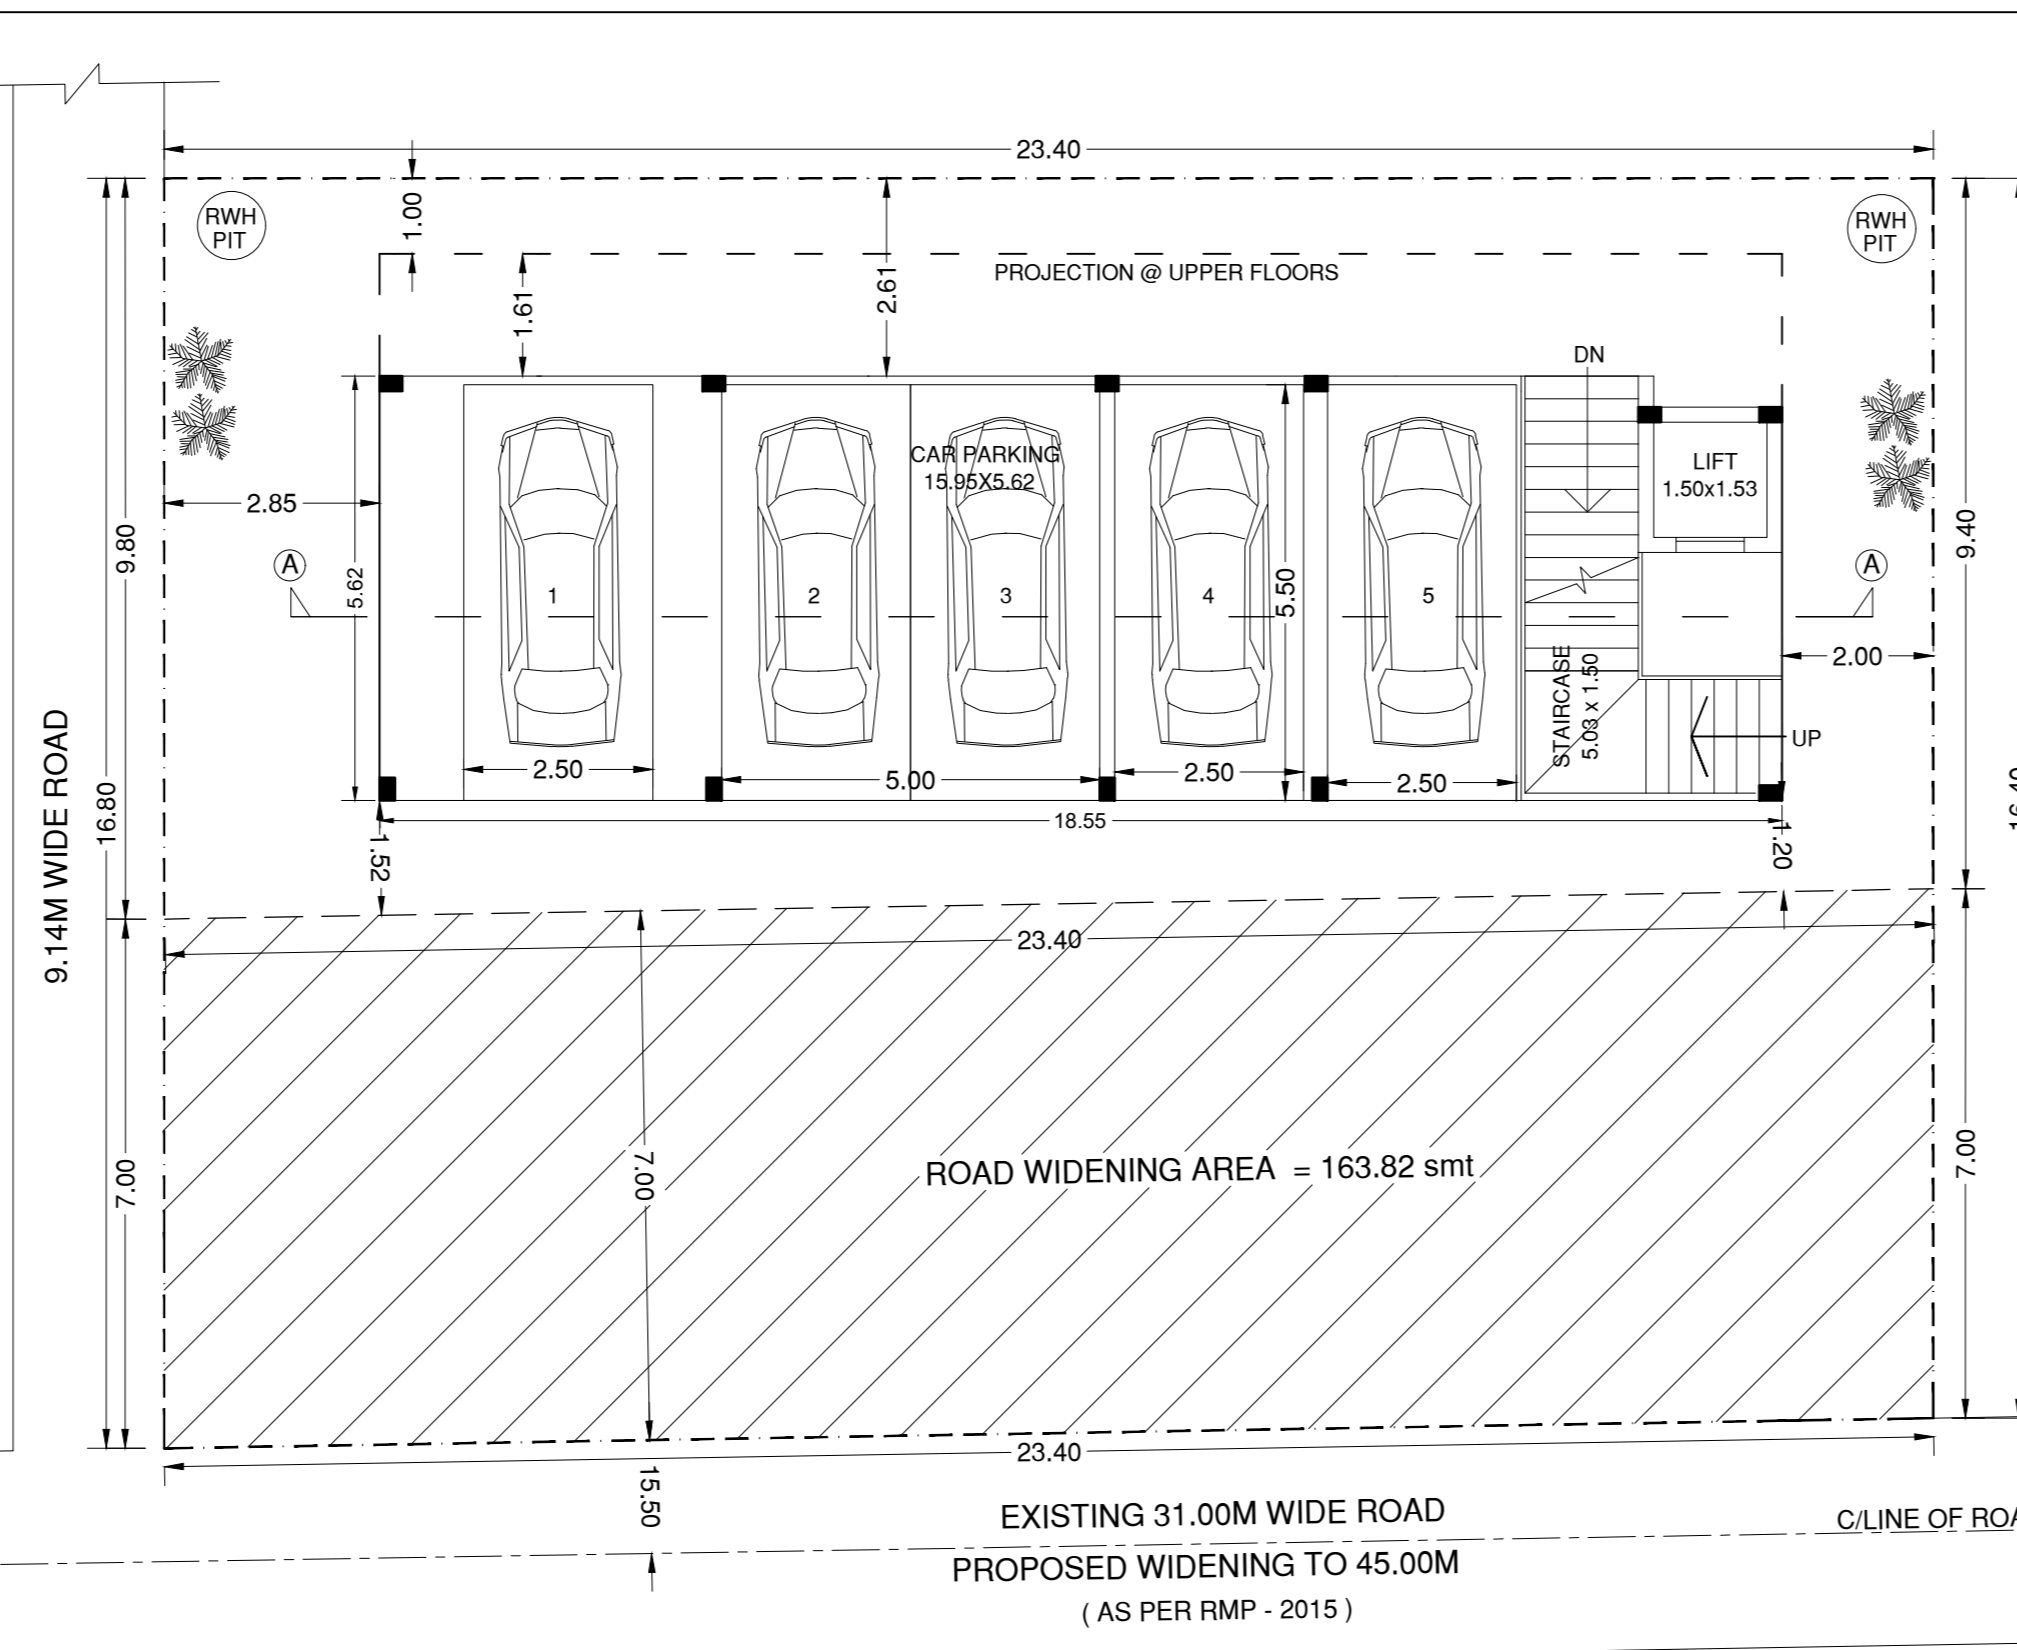 23.40
RWH
PIT
1.00
RWH
PIT
PROJECTION @ UPPER FLOORS
1.61
2.61
DN
CAR PARKING
15.95X5.62
LIFT
1.50x1.53
2.85
9.80
9.40
A
5.62
1
2
3
4
5.50
5
A
2.00
STAIRCASE
5.03 x 1.50
UP
2.50
5.00
2.50
2.50
9.14M WIDE ROAD
16.80
18.55
1.52
1.20
23.40
7.00
7.00
ROAD WIDENING AREA = 163.82 smt
7.00
23.40
15.50
EXISTING 31.00M WIDE ROAD
C/LINE OF
PROPOSED WIDENING TO 45.00M
( AS PER RMP - 2015 )